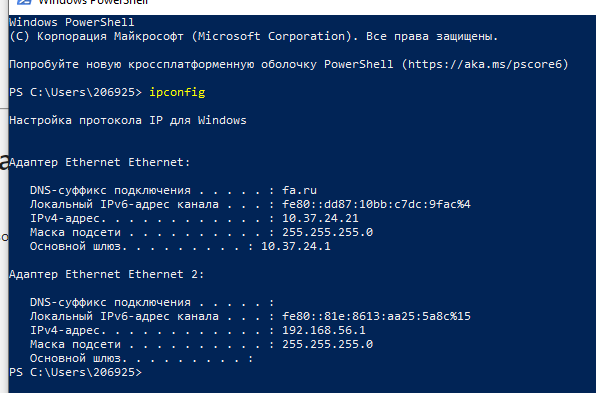 Windows PowerShell
Windows PowerShell
(C) Корпорация Майкрософт (Microsoft Corporation). Все права защищены.
Попробуйте новую кроссплатформенную оболочку PowerShell (https://aka.ms/pscore6)
PS C:\Users\206925> ipconfig
Настройка протокола IP для Windows
Адаптер Ethernet Ethernet:
DNS-суффикс подключения . . . . . : fa.ru
Локальный IPv6-адрес канала . . . : fe80::dd87:10bb:c7dc:9fac%4
IPv4-адрес. . . . . . . . . . . . : 10.37.24.21
Маска подсети . . . . . . . . . . : 255.255.255.0
Основной шлюз. . . . . . . . . : 10.37.24.1
Адаптер Ethernet Ethernet 2:
DNS-суффикс подключения . . . . . :
Локальный IPv6-адрес канала . . . : fe80::81e:8613:aa25:5a8c%15
IPv4-адрес. . . . . . . . . . . . : 192.168.56.1
Маска подсети . . . . . . . . . . : 255.255.255.0
Основной шлюз. . . . . . . . . :
PS C:\Users\206925>